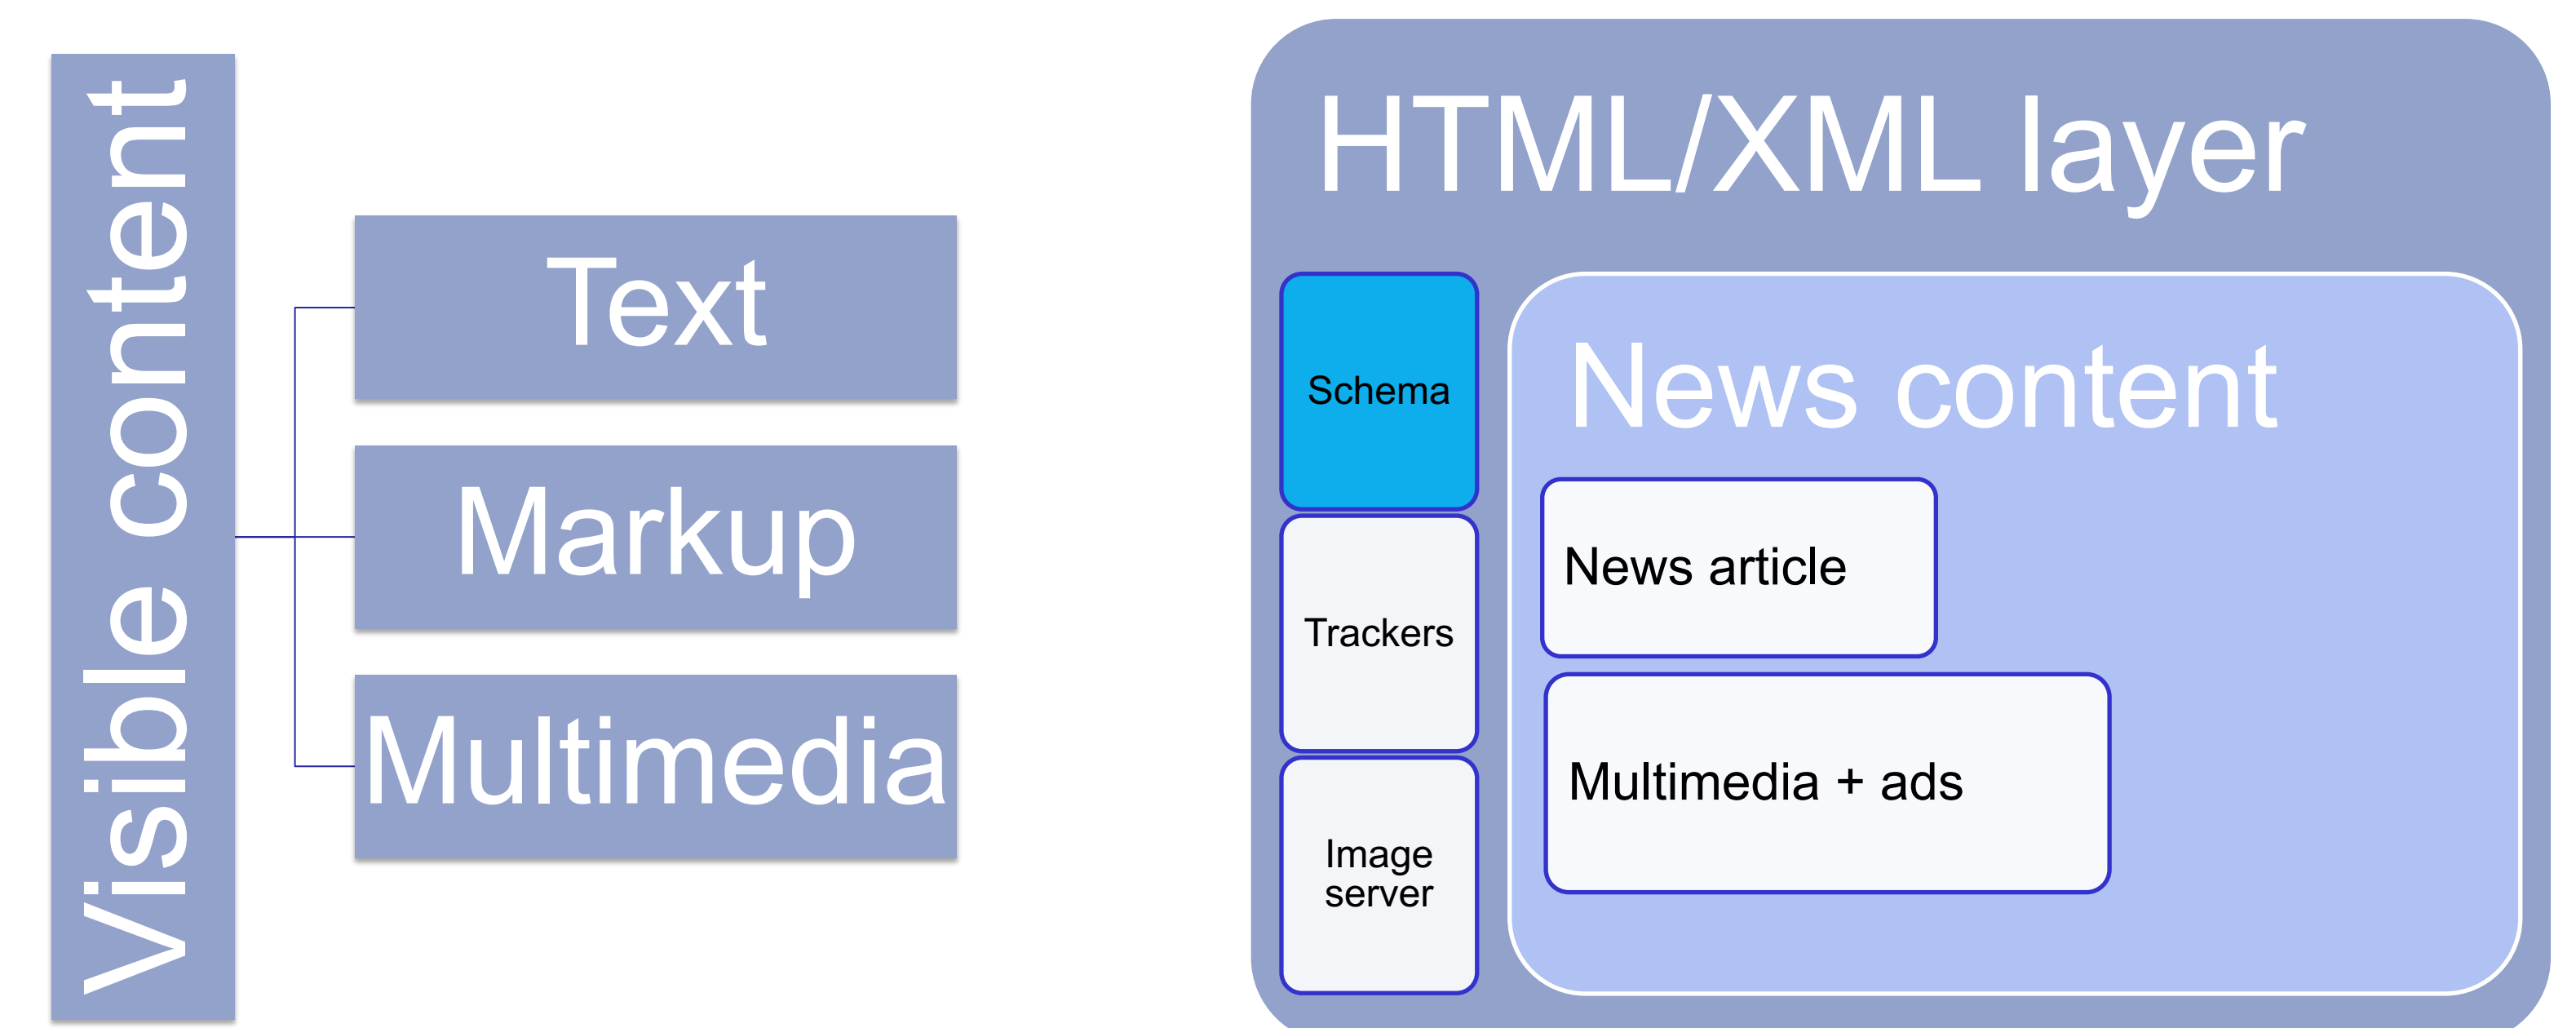 Visible content
Text
Markup
Multimedia
HTML/XML layer
Schema
Trackers
Image
server
News content
News article
Multimedia + ads